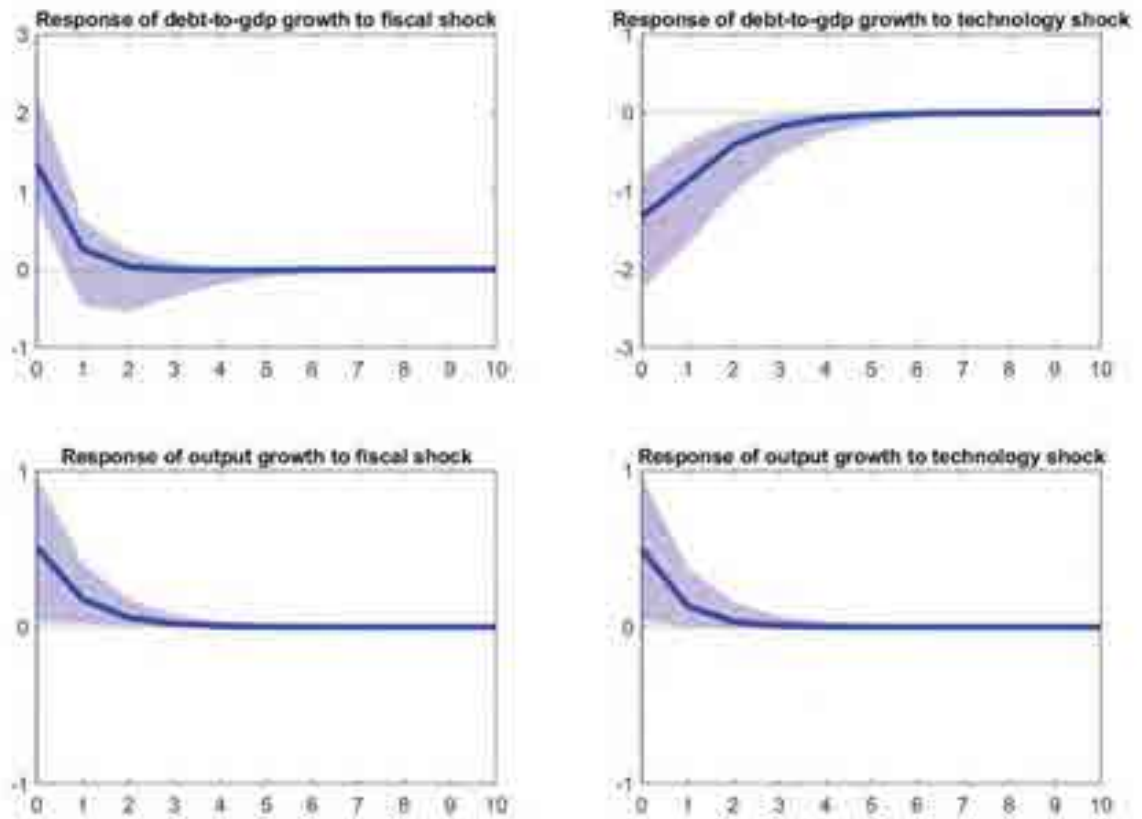 Response of debt-to-gdp growth to fiscal shock
3
2
1
0
-1
0 1 2 3 4 5 6 7 8 9 10
Response of debt-to-gdp growth to technology shock
1
0
-1
-2
-3
0 1 2 3 4 5 6 7 8 9 10
Response of output growth to fiscal shock
1
0
-1
0 1 2 3 4 5 6 7 8 9 10
Response of output growth to technology shock
1
0
-1
0 1 2 3 4 5 6 7 8 9 10